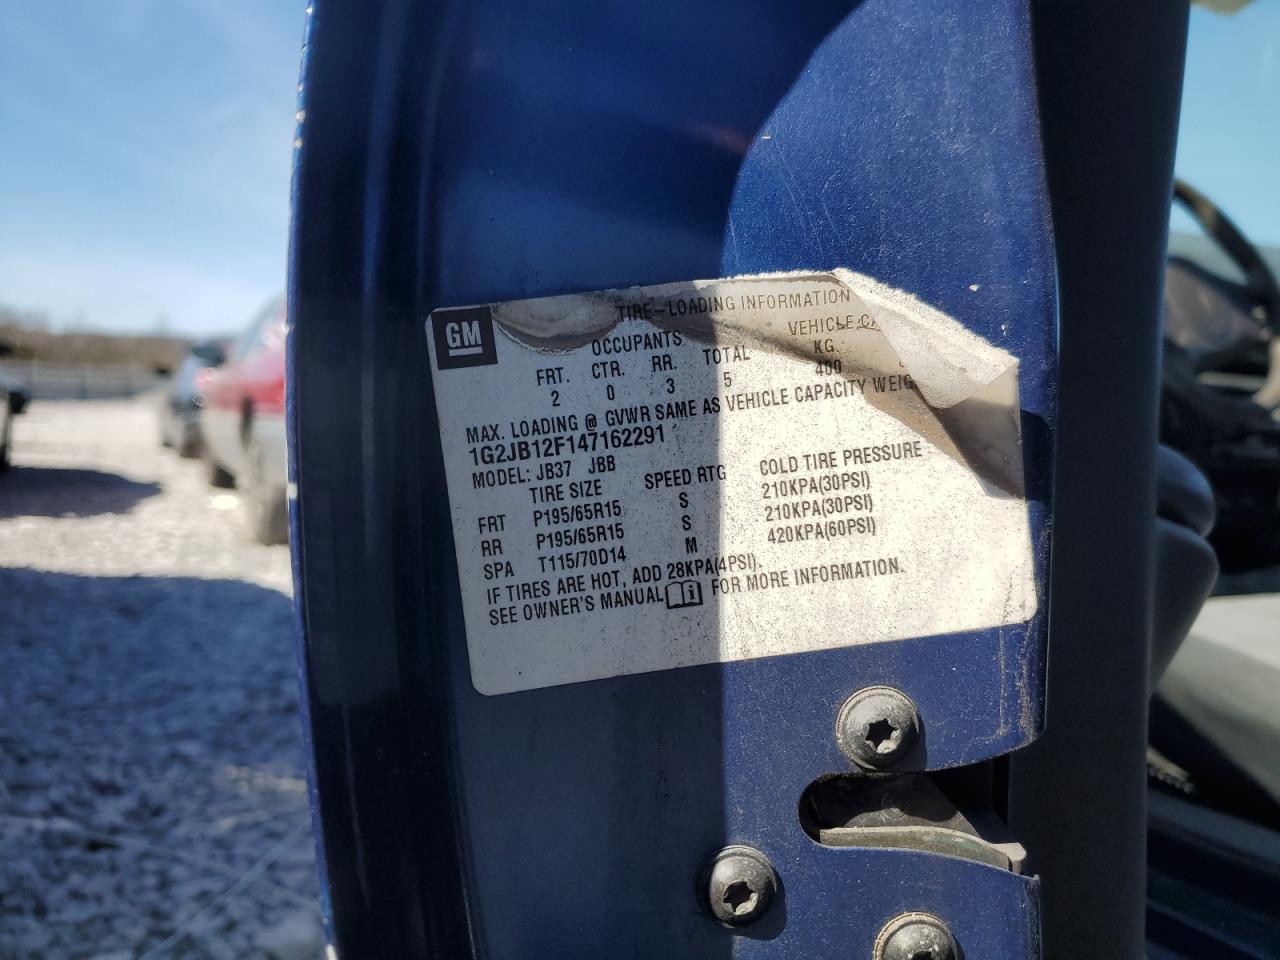 GM
TIRE-LOADING INFORMATION
OCCUPANTS VEHICLE
FRT. CTR. RR. TOTAL KG
2 0 3 5 400
MAX. LOADING @ GVWR SAME AS VEHICLE CAPACITY
1G2JB12F147162291
MODEL: JB37 JBB
TIRE SIZE SPEED RTG COLD TIRE PRESSURE
FRT P195/65R15 S 210KPA(30PSI)
RR P195/65R15 S 210KPA(30PSI)
SPA T115/70D14 M 420KPA(60PSI)
IF TIRES ARE HOT, ADD 28KPA(4PSI).
SEE OWNER'S MANUAL FOR MORE INFORMATION.